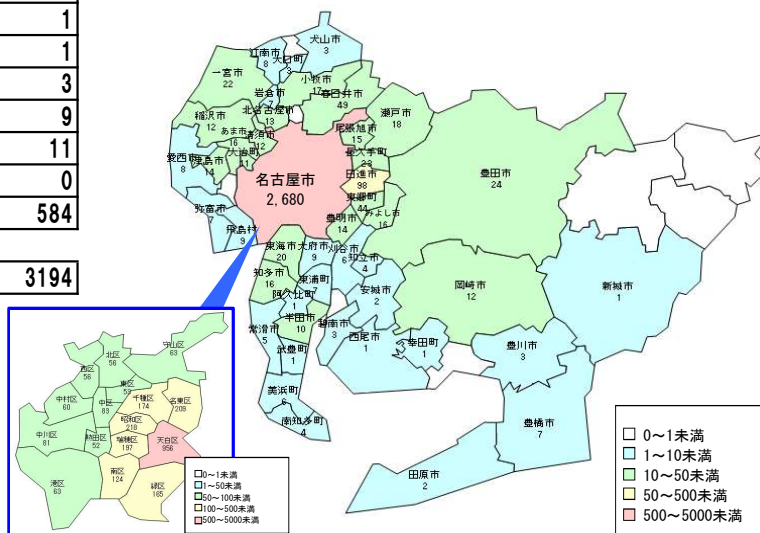 1
1
3
9
11
0
584
3194
犬山市
3
江南市
8
大口町
3
一宮市
22
小牧市
17
岩倉市
7
春日井市
49
瀬戸市
18
稲沢市
12
北名古屋市
13
尾張旭市
15
あま市
16
清須市
12
長久手町
23
愛西市
8
津島市
14
大治町
11
名古屋市
2,680
日進市
98
豊田市
24
東郷町
44
みよし市
16
弥富市
7
飛島村
9
豊明市
14
東海市
20
大府市
9
刈谷市
6
知立市
4
知多市
16
東浦町
7
安城市
2
岡崎市
12
新城市
1
阿久比町
1
半田市
10
碧南市
3
常滑市
5
武豊町
1
西尾市
1
幸田町
1
豊川市
3
美浜町
6
南知多町
4
豊橋市
7
田原市
2
守山区
63
北区
56
西区
56
東区
53
中村区
60
中区
83
千種区
174
名東区
209
昭和区
218
中川区
81
熱田区
52
瑞穂区
197
天白区
956
港区
63
南区
124
緑区
165
0～1未満
1～50未満
50～100未満
100～500未満
500～5000未満
0～1未満
1～10未満
10～50未満
50～500未満
500～5000未満